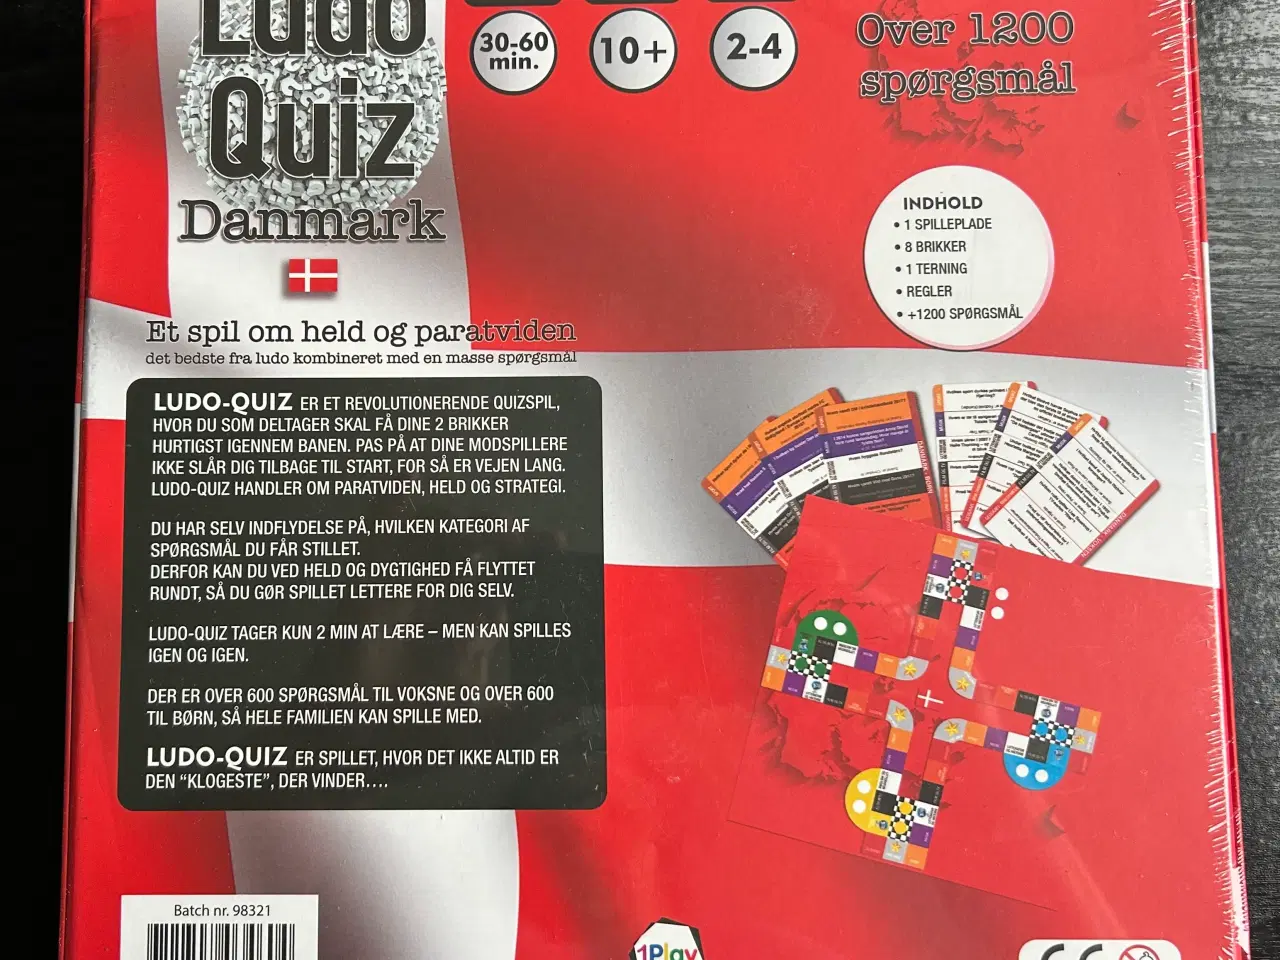 Ludo
Quiz
Danmark
30-60
min.
10+
2-4
Over 1200
spørgsmål
INDHOLD
• 1 SPILLEPLADE
• 8 BRIKKER
• 1 TERNING
• REGLER
• +1200 SPØRGSMÅL
Et spil om held og paratviden
det bedste fra ludo kombineret med en masse spørgsmål
LUDO-QUIZ ER ET REVOLUTIONERENDE QUIZSPIL,
HVOR DU SOM DELTAGER SKAL FÅ DINE 2 BRIKKER
HURTIGST IGENNEM BANEN. PAS PÅ AT DINE MODSPILLERE
IKKE SLÅR DIG TILBAGE TIL START, FOR SÅ ER VEJEN LANG.
LUDO-QUIZ HANDLER OM PARATVIDEN, HELD OG STRATEGI.
DU HAR SELV INDFLYDELSE PÅ, HVILKEN KATEGORI AF
SPØRGSMÅL DU FÅR STILLET.
DERFOR KAN DU VED HELD OG DYGTIGHED FÅ FLYTTET
RUNDT, SÅ DU GØR SPILLET LETTERE FOR DIG SELV.
LUDO-QUIZ TAGER KUN 2 MIN AT LÆRE – MEN KAN SPILLES
IGEN OG IGEN.
DER ER OVER 600 SPØRGSMÅL TIL VOKSNE OG OVER 600
TIL BØRN, SÅ HELE FAMILIEN KAN SPILLE MED.
LUDO-QUIZ ER SPILLET, HVOR DET IKKE ALTID ER
DEN “KLOGESTE”, DER VINDER....
Batch nr. 98321
1Play
CE